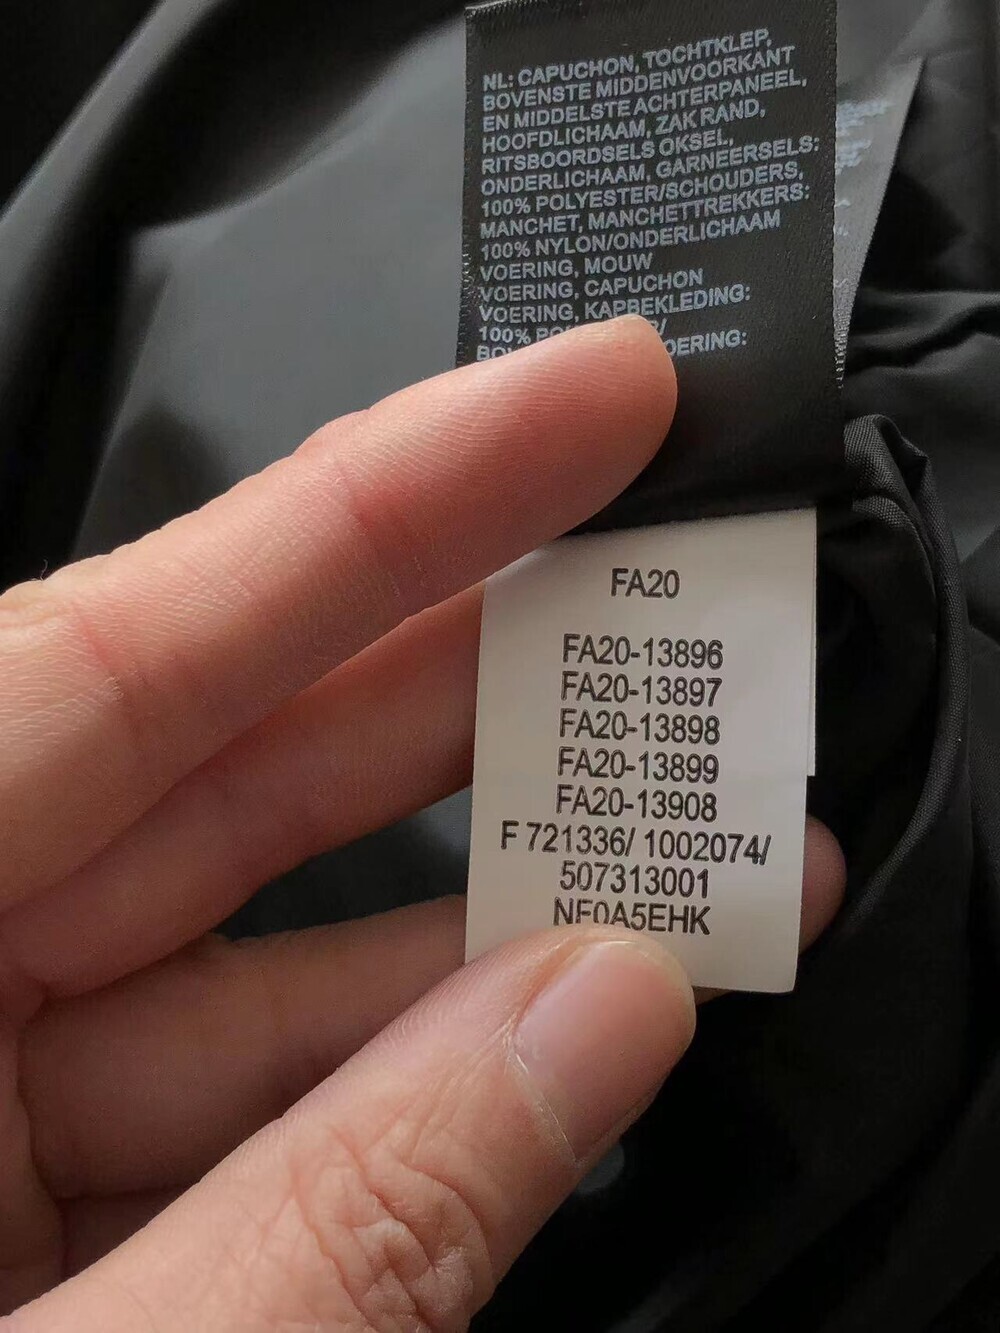 NL: CAPUCHON, TOCHTKLEP,
BOVENSTE MIDDENVOORKANT
EN MIDDELSTE ACHTERPANEEL,
HOOFDLICHAAM, ZAK RAND,
RITSBOORDSELS OKSEL,
ONDERLICHAAM, GARNEERSELS:
100% POLYESTER/SCHOUDERS,
MANCHET, MANCHETTREKKERS:
100% NYLON/ONDERLICHAAM
VOERING, MOUW
VOERING, CAPUCHON
VOERING, KAPBEKLEDING:
100%
FA20
FA20-13896
FA20-13897
FA20-13898
FA20-13899
FA20-13908
F 721336/ 1002074/
507313001
NF0A5EHK